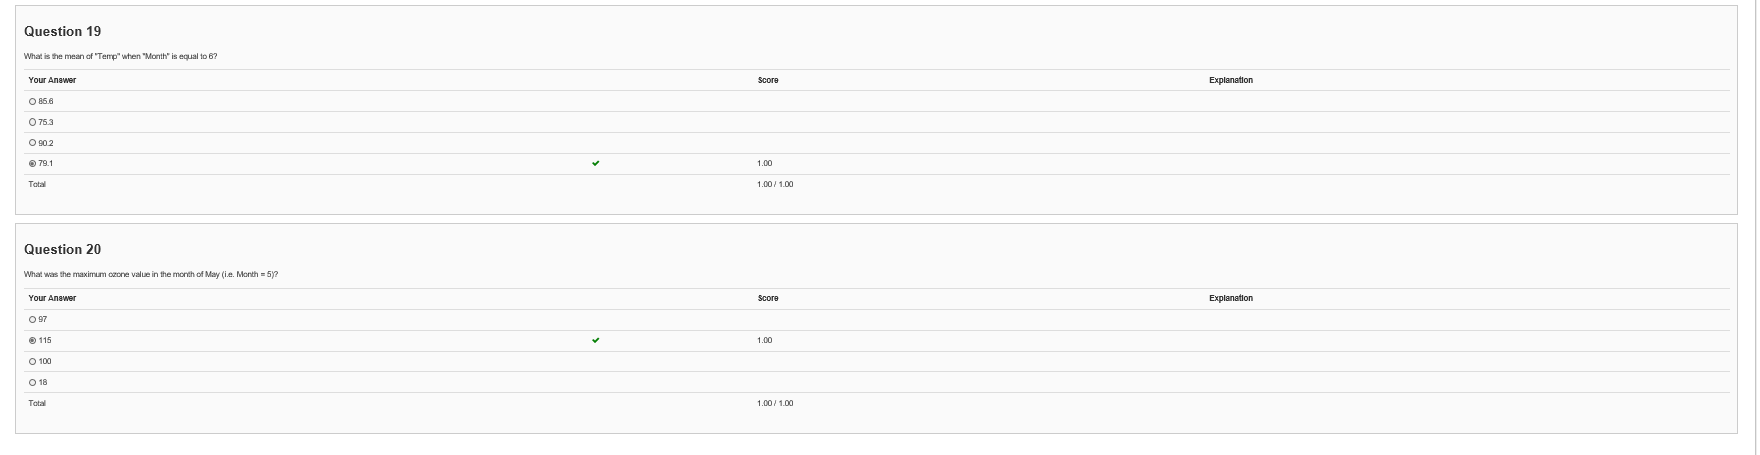 Question 19
What is the mean of "Temp" when "Month" is equal to 6?
Your Answer Score Explanation
85.6
75.3
90.2
79.1 1.00
Total 1.00 / 1.00
Question 20
What was the maximum ozone value in the month of May (i.e. Month = 5)?
Your Answer Score Explanation
97
115 1.00
100
18
Total 1.00 / 1.00